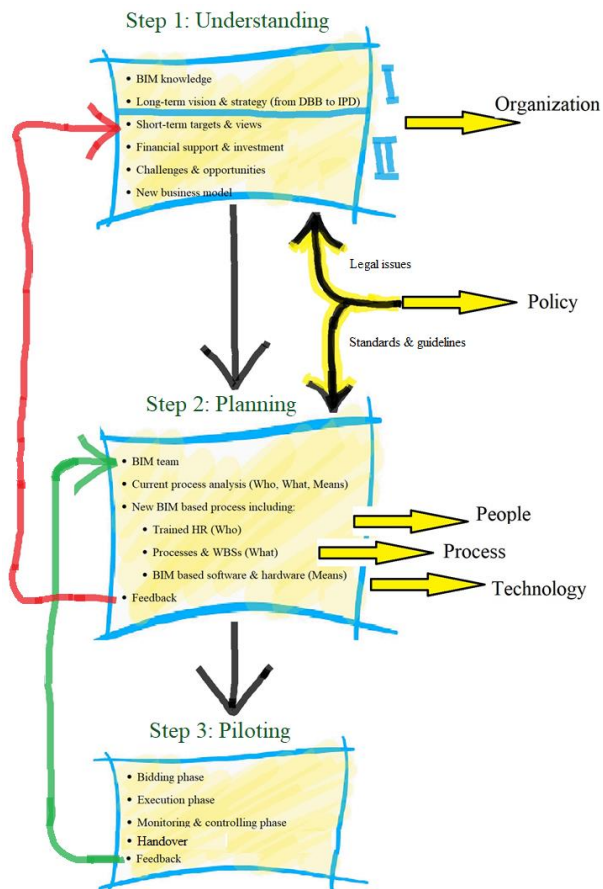 Step 1: Understanding
• BIM knowledge
• Long-term vision & strategy (from DBB to IPD)
I
Organization
• Short-term targets & views
• Financial support & investment
II
• Challenges & opportunities
• New business model
Legal issues
Policy
Standards & guidelines
Step 2: Planning
• BIM team
• Current process analysis (Who, What, Means)
• New BIM based process including:
People
• Trained HR (Who)
• Processes & WBSs (What)
Process
• BIM based software & hardware (Means)
Technology
• Feedback
Step 3: Piloting
• Bidding phase
• Execution phase
• Monitoring & controlling phase
• Handover
• Feedback